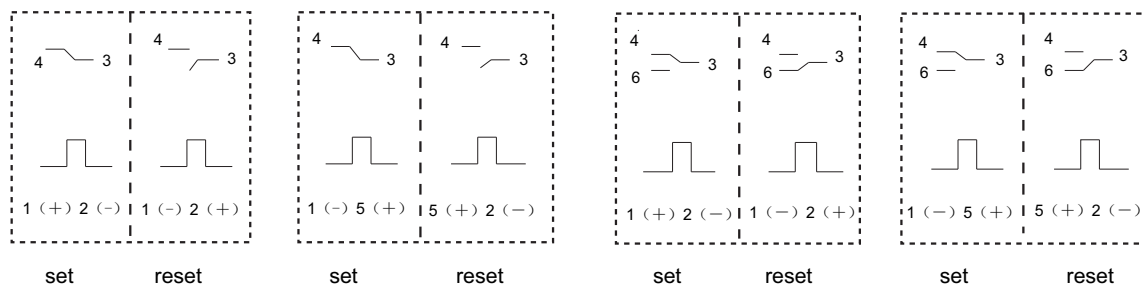 4 3 4 3
1（+）2（-） 1（-）2（+）
set reset
4 3 4 3
1（-）5（+） 5（+）2（—）
set reset
4 6 3 4 6 3
1（+）2（—） 1（—）2（+）
set reset
4 6 3 4 6 3
1（—）5（+） 5（+）2（—）
set reset